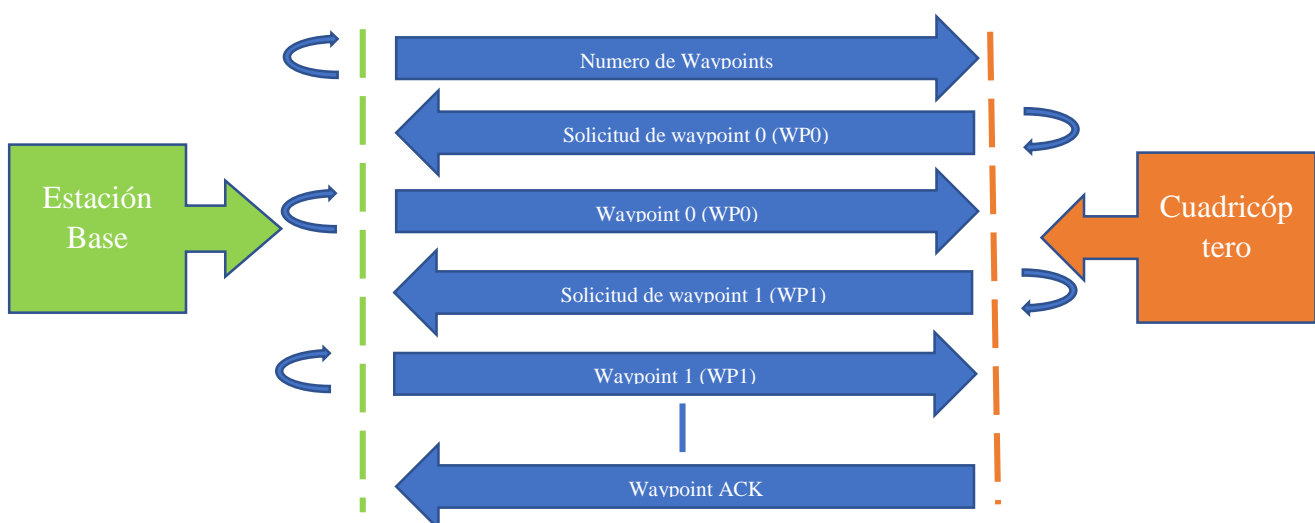 Numero de Waypoints
Solicitud de waypoint 0 (WP0)
Estación
Base
Waypoint 0 (WP0)
Cuadricóp
tero
Solicitud de waypoint 1 (WP1)
Waypoint 1 (WP1)
Waypoint ACK